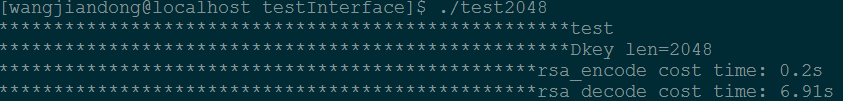 [wangjiandong@localhost testInterface]$ ./test2048
***************************************************test
***************************************************Dkey len=2048
************************************************rsa_encode cost time: 0.2s
************************************************rsa_decode cost time: 6.91s